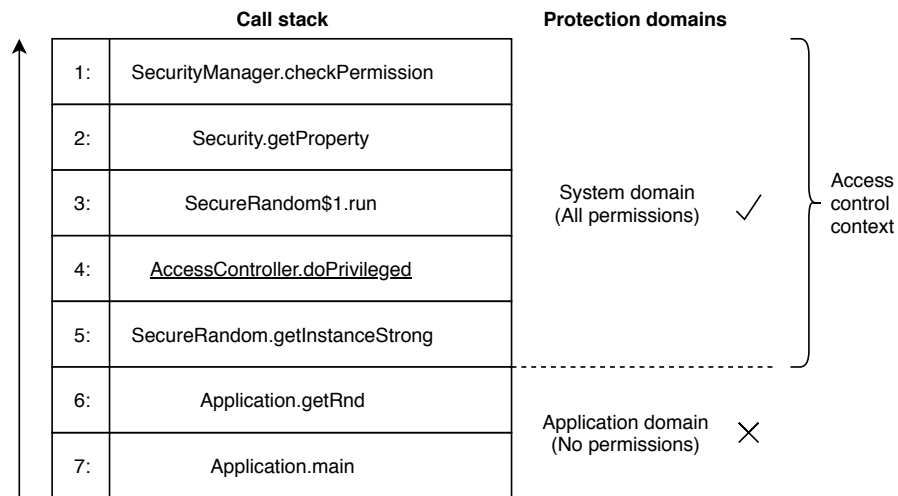 Call stack Protection domains
1: SecurityManager.checkPermission
2: Security.getProperty
3: SecureRandom$1.run
4: AccessController.doPrivileged
5: SecureRandom.getInstanceStrong
6: Application.getRnd
7: Application.main
System domain
(All permissions)
Application domain
(No permissions)
Access
control
context